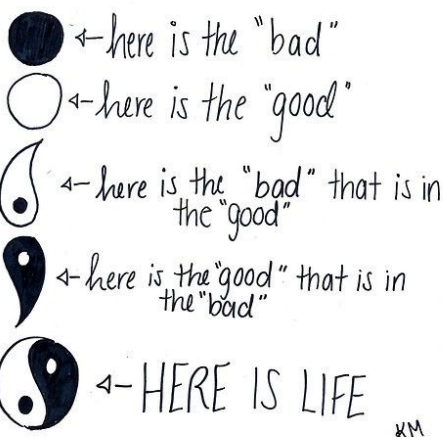 here is the "bad"
here is the "good"
here is the "bad" that is in
the "good"
here is the "good" that is in
the "bad"
HERE IS LIFE
KM